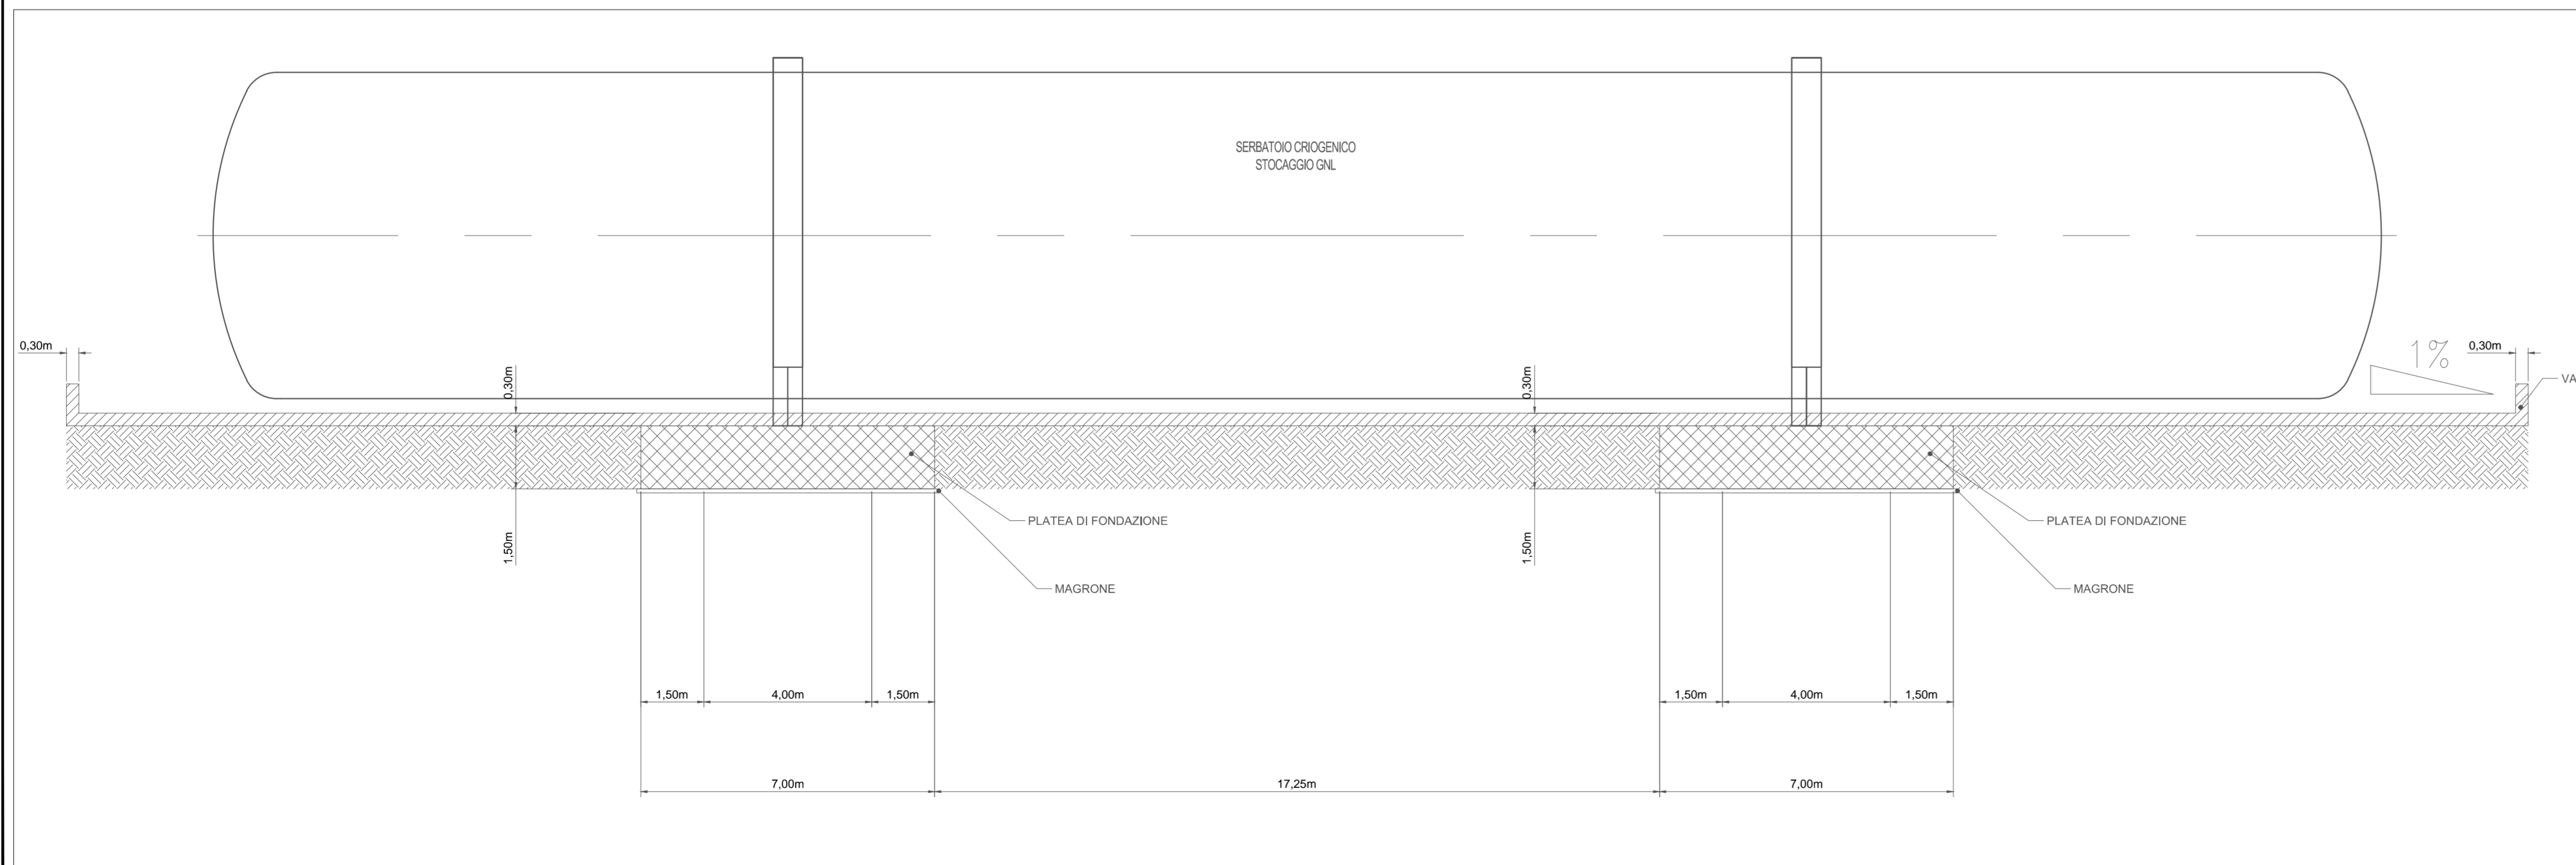 SERBATOIO CRIOGENICO
STOCAGGIO GNL
0,30m
0,30m
0,30m
1%
0,30m
VA
1,50m
PLATEA DI FONDAZIONE
MAGRONE
1,50m
PLATEA DI FONDAZIONE
MAGRONE
1,50m
4,00m
1,50m
1,50m
4,00m
1,50m
7,00m
17,25m
7,00m